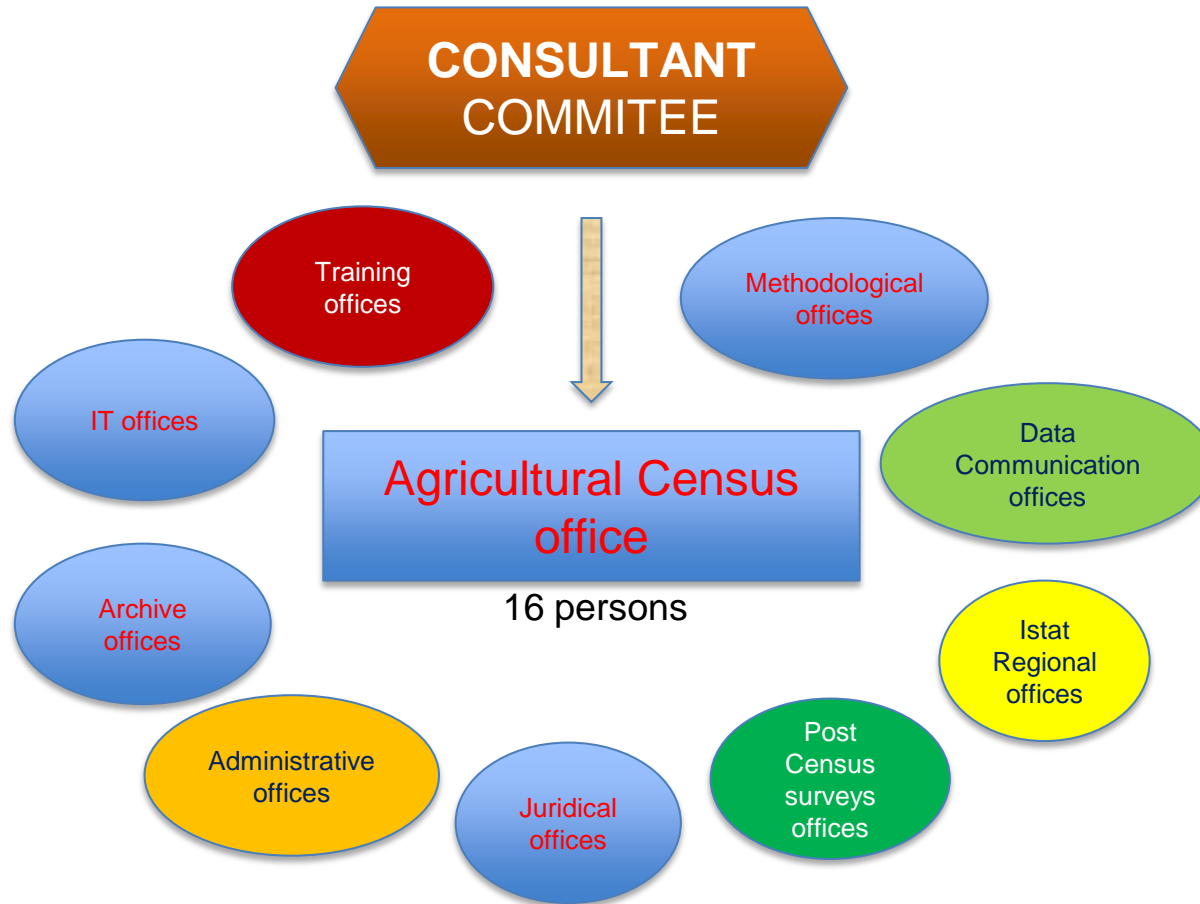 CONSULTANT
COMMITEE
Training
offices
Methodological
offices
IT offices
Data
Communication
offices
Agricultural Census
office
16 persons
Archive
offices
Istat
Regional
offices
Administrative
offices
Juridical
offices
Post
Census
surveys
offices